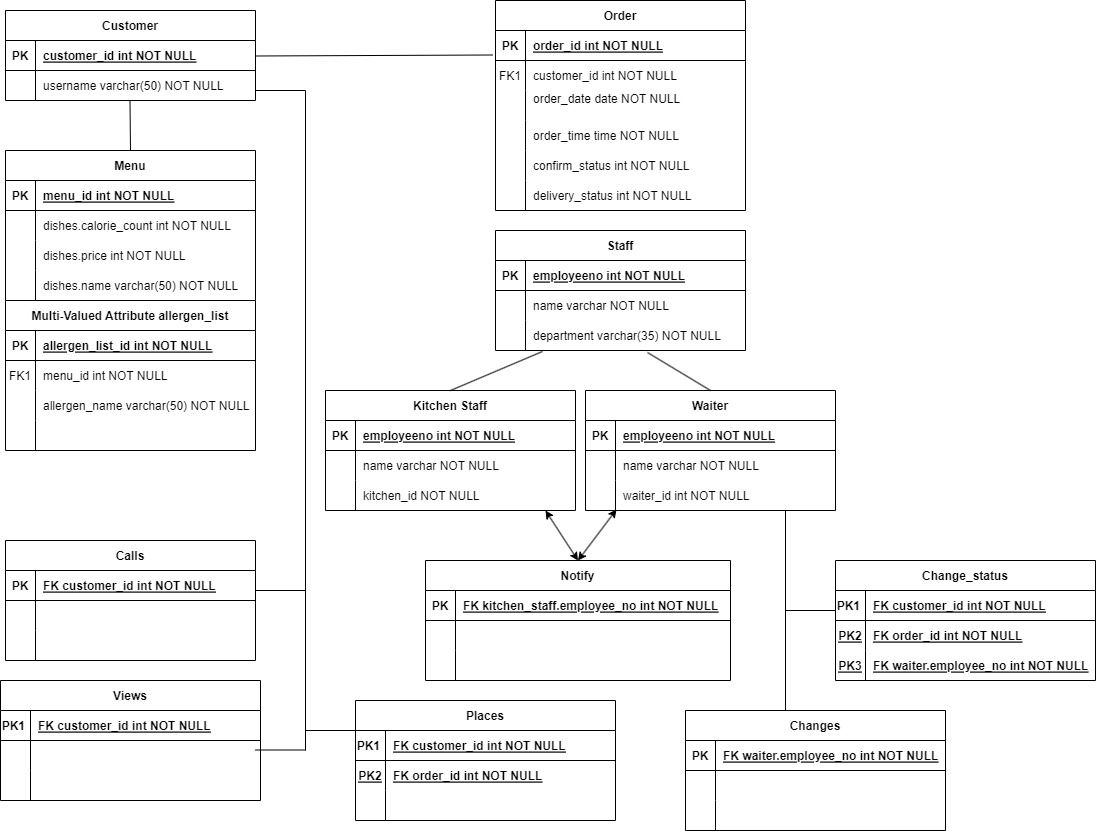 Customer
PK customer_id int NOT NULL
username varchar(50) NOT NULL
Order
PK order_id int NOT NULL
FK1 customer_id int NOT NULL
order_date date NOT NULL
order_time time NOT NULL
confirm_status int NOT NULL
delivery_status int NOT NULL
Menu
PK menu_id int NOT NULL
dishes.calorie_count int NOT NULL
dishes.price int NOT NULL
dishes.name varchar(50) NOT NULL
Multi-Valued Attribute allergen_list
PK allergen_list_id int NOT NULL
FK1 menu_id int NOT NULL
allergen_name varchar(50) NOT NULL
Staff
PK employeeno int NOT NULL
name varchar NOT NULL
department varchar(35) NOT NULL
Kitchen Staff
PK employeeno int NOT NULL
name varchar NOT NULL
kitchen_id NOT NULL
Waiter
PK employeeno int NOT NULL
name varchar NOT NULL
waiter_id int NOT NULL
Calls
PK FK customer_id int NOT NULL
Notify
PK FK kitchen_staff.employee_no int NOT NULL
Change_status
PK1 FK customer_id int NOT NULL
PK2 FK order_id int NOT NULL
PK3 FK waiter.employee_no int NOT NULL
Views
PK1 FK customer_id int NOT NULL
Places
PK1 FK customer_id int NOT NULL
PK2 FK order_id int NOT NULL
Changes
PK FK waiter.employee_no int NOT NULL